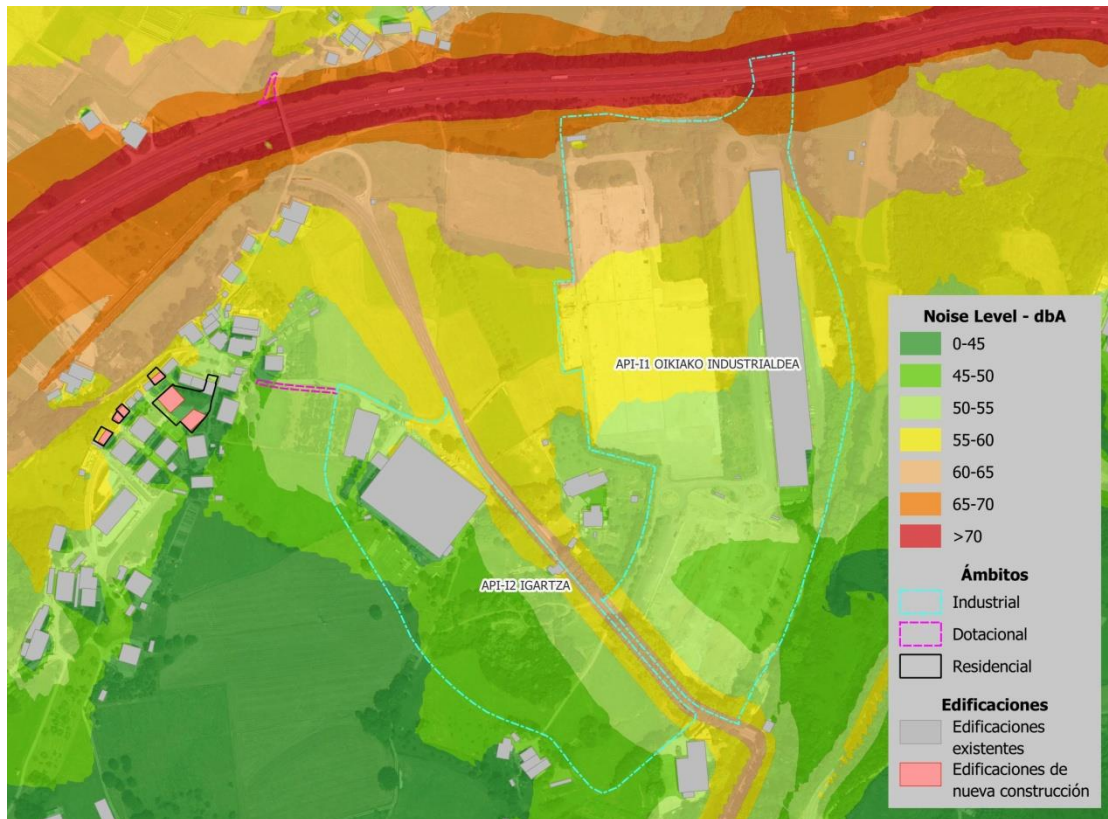 API-I1 OIKIAKO INDUSTRIALDEA
API-I2 IGARTZA
Noise Level - dbA
0-45
45-50
50-55
55-60
60-65
65-70
>70
Ámbitos
Industrial
Dotacional
Residencial
Edificaciones
Edificaciones
existentes
Edificaciones de
nueva construcción